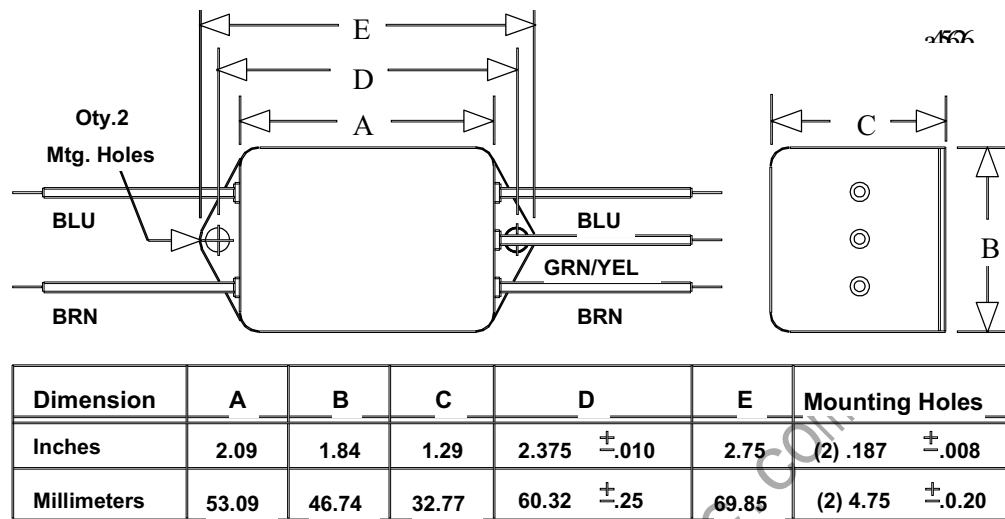 E
D
A
C
B
Oty.2
Mtg. Holes
BLU
BLU
GRN/YEL
BRN
BRN
Dimension A B C D E Mounting Holes
Inches 2.09 1.84 1.29 2.375 ±.010 2.75 (2) .187 ±.008
Millimeters 53.09 46.74 32.77 60.32 ±.25 69.85 (2) 4.75 ±.0.20